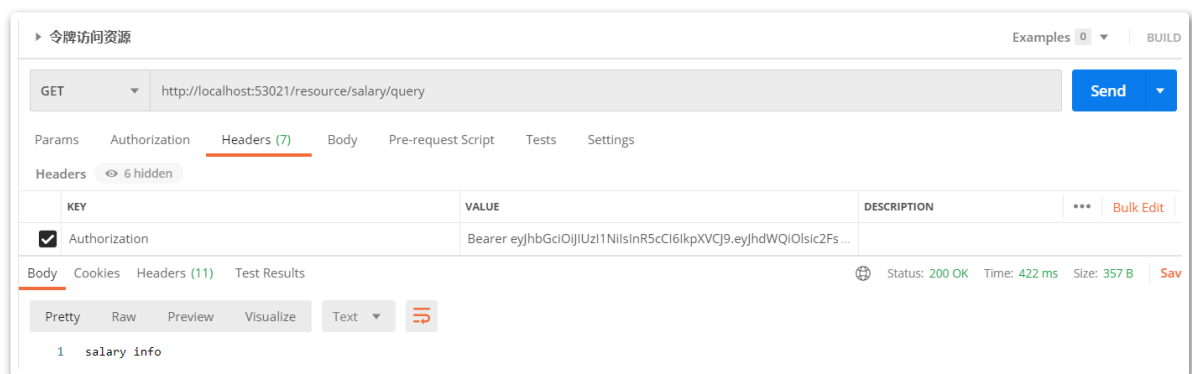 令牌访问资源 Examples 0 BUILD
GET http://localhost:53021/resource/salary/query Send
Params Authorization Headers (7) Body Pre-request Script Tests Settings
Headers 6 hidden
KEY VALUE DESCRIPTION ••• Bulk Edit
Authorization Bearer eyJhbGciOiJIUzI1NiIsInR5cCI6IkpXVCJ9.eyJhdWQiOlsic2Fs...
Body Cookies Headers (11) Test Results Status: 200 OK Time: 422 ms Size: 357 B Sav
Pretty Raw Preview Visualize Text
1 salary info